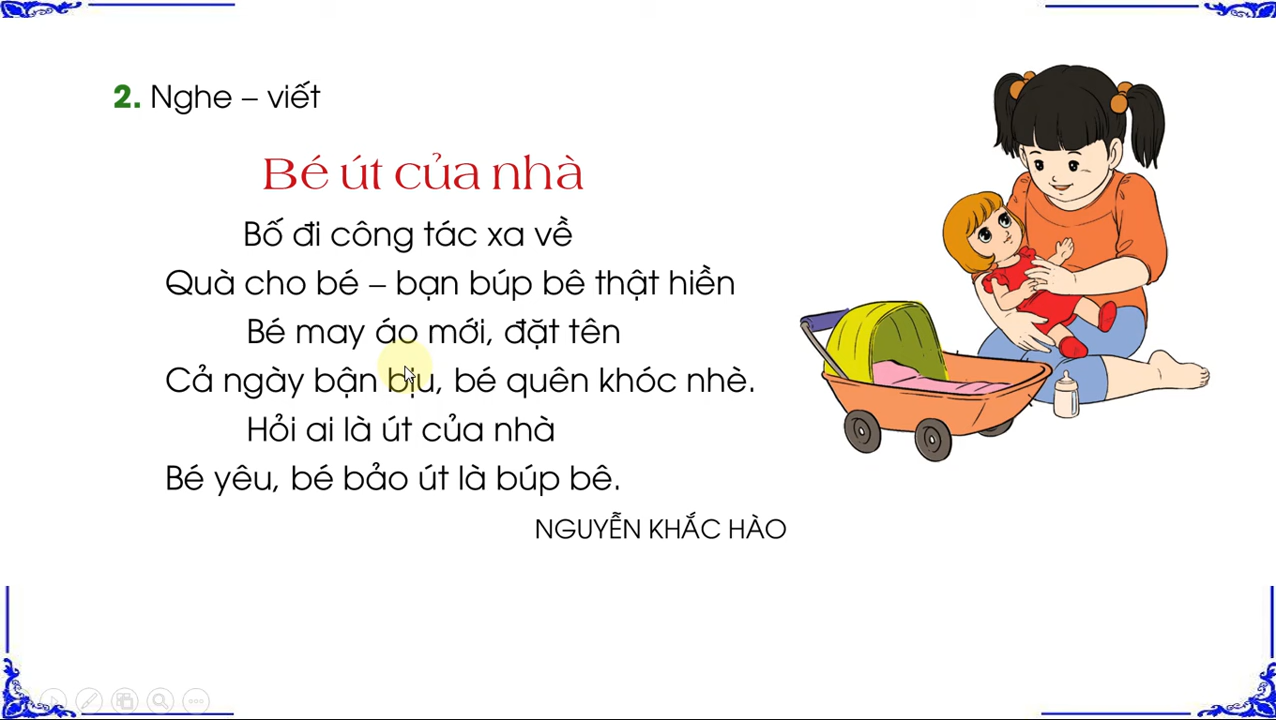 2. Nghe – viết
Bé út của nhà
Bố đi công tác xa về
Quà cho bé – bạn búp bê thật hiền
Bé may áo mới, đặt tên
Cả ngày bận bịu, bé quên khóc nhè.
Hỏi ai là út của nhà
Bé yêu, bé bảo út là búp bê.
NGUYỄN KHẮC HÀO